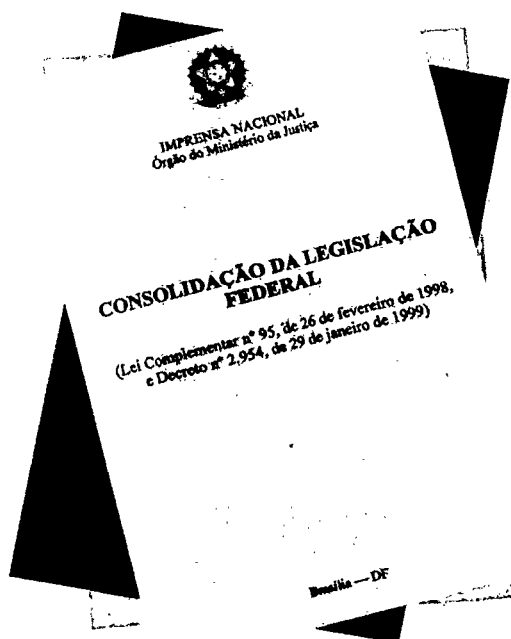 IMPRENSA NACIONAL
Órgão do Ministério da Justiça
CONSOLIDAÇÃO DA LEGISLAÇÃO
FEDERAL
(Lei Complementar nº 95, de 26 de fevereiro de 1998,
e Decreto nº 2.954, de 29 de janeiro de 1999)
Brasília — DF